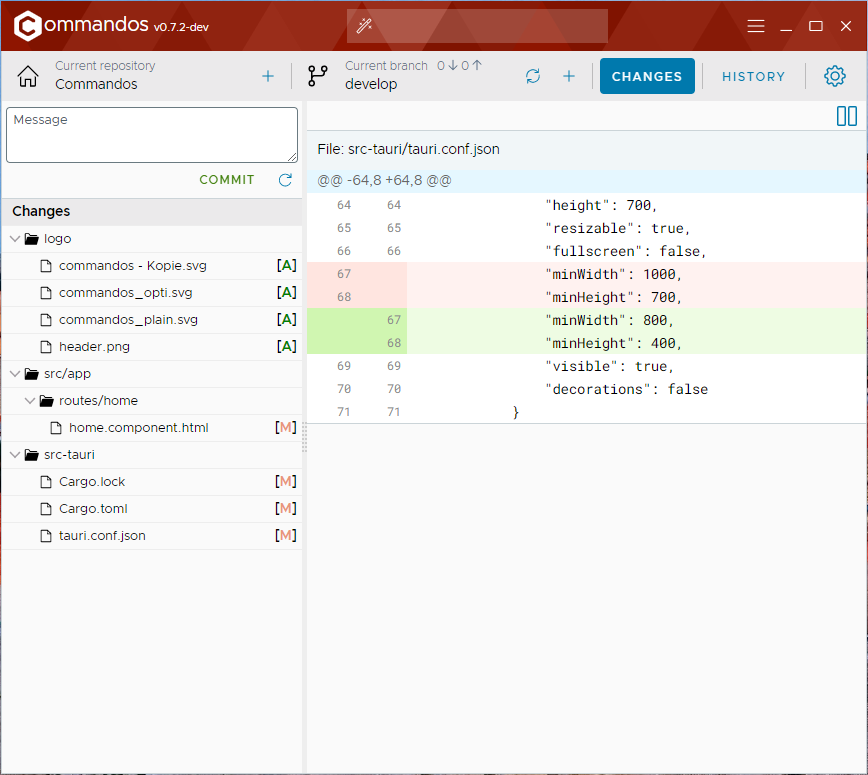 Commandos v0.7.2-dev
Current repository
Commandos
Current branch 0 0
develop
CHANGES
HISTORY
Message
COMMIT
Changes
logo
commandos - Kopie.svg [A]
commandos_opti.svg [A]
commandos_plain.svg [A]
header.png [A]
src/app
routes/home
home.component.html [M]
src-tauri
Cargo.lock [M]
Cargo.toml [M]
tauri.conf.json [M]
File: src-tauri/tauri.conf.json
@@ -64,8 +64,8 @@
64 64 "height": 700,
65 65 "resizable": true,
66 66 "fullscreen": false,
67 "minWidth": 1000,
68 "minHeight": 700,
67 "minWidth": 800,
68 "minHeight": 400,
69 69 "visible": true,
70 70 "decorations": false
71 71 }